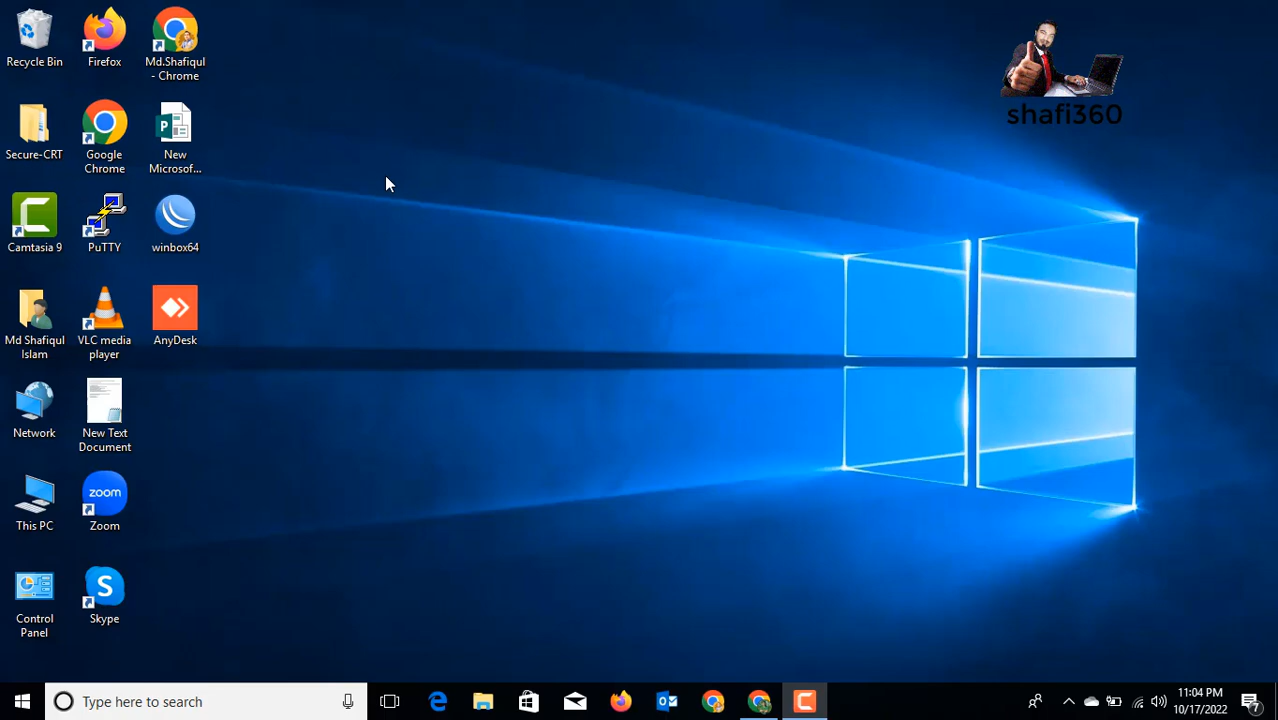 Recycle Bin
Firefox
Md.Shafiqul
- Chrome
Secure-CRT
Google
Chrome
New
Microsof...
Camtasia 9
PuTTY
winbox64
Md Shafiqul
Islam
VLC media
player
AnyDesk
Network
New Text
Document
This PC
zoom
Zoom
Control
Panel
Skype
shafi360
Type here to search
11:04 PM
10/17/2022
7